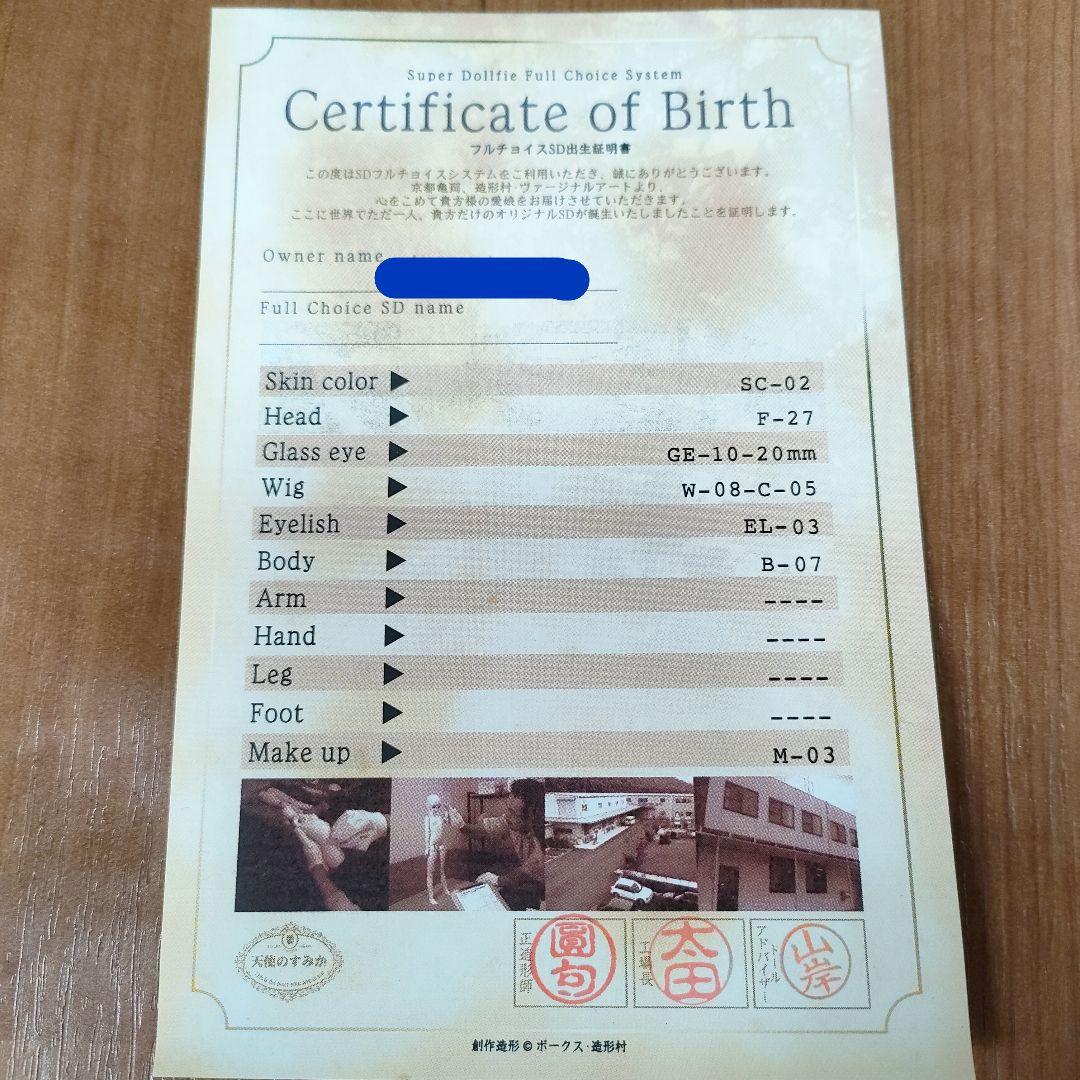 Super Dollfie Full Choice System
Certificate of Birth
フルチョイスSD出生証明書
この度はSDフルチョイスシステムをご利用いただき、誠にありがとうございます。
京都亀岡、造形村・ヴァージナルアートより、
心をこめて貴方様の愛娘をお届けさせていただきます。
ここに世界でただ一人、貴方だけのオリジナルSDが誕生いたしましたことを証明します。
Owner name
Full Choice SD name
Skin color ▶ SC-02
Head ▶ F-27
Glass eye ▶ GE-10-20mm
Wig ▶ W-08-C-05
Eyelish ▶ EL-03
Body ▶ B-07
Arm ▶ ----
Hand ▶ ----
Leg ▶ ----
Foot ▶ ----
Make up ▶ M-03
天使のすみか
正造形師
圓句
工場長
太田
ドールアドバイザー
山岸
創作造形 © ボークス・造形村